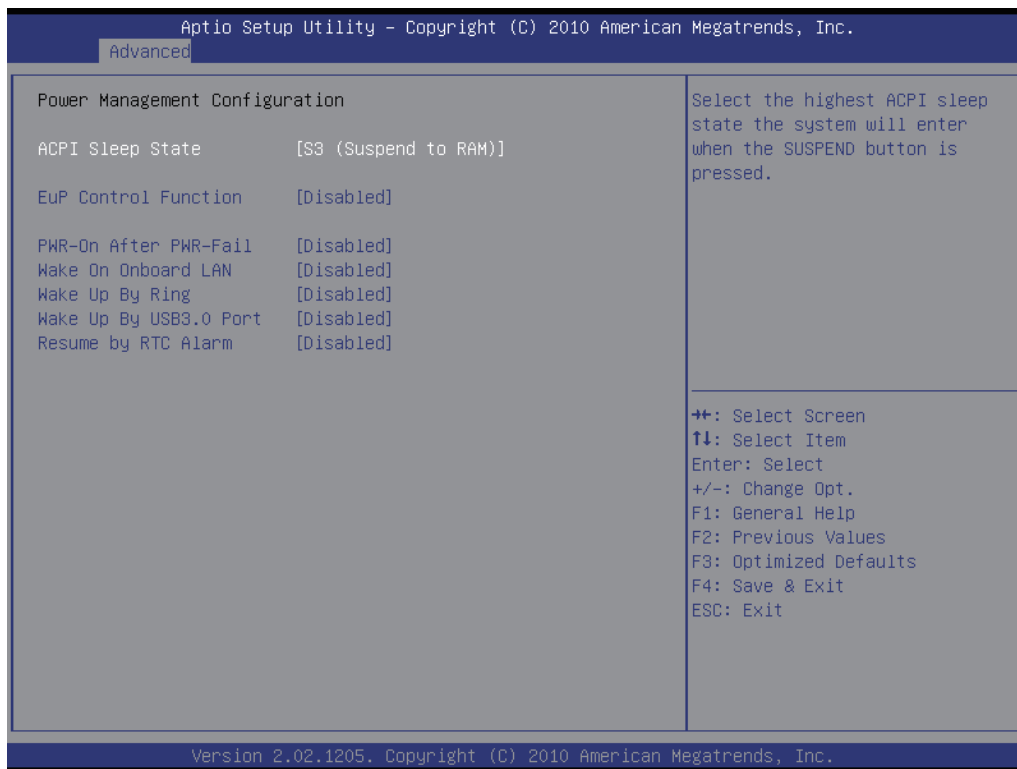 Aptio Setup Utility – Copyright (C) 2010 American Megatrends, Inc.
Advanced
Power Management Configuration
ACPI Sleep State [S3 (Suspend to RAM)]
EuP Control Function [Disabled]
PWR-On After PWR-Fail [Disabled]
Wake On Onboard LAN [Disabled]
Wake Up By Ring [Disabled]
Wake Up By USB3.0 Port [Disabled]
Resume by RTC Alarm [Disabled]
Select the highest ACPI sleep
state the system will enter
when the SUSPEND button is
pressed.
→←: Select Screen
↑↓: Select Item
Enter: Select
+/-: Change Opt.
F1: General Help
F2: Previous Values
F3: Optimized Defaults
F4: Save & Exit
ESC: Exit
Version 2.02.1205. Copyright (C) 2010 American Megatrends, Inc.